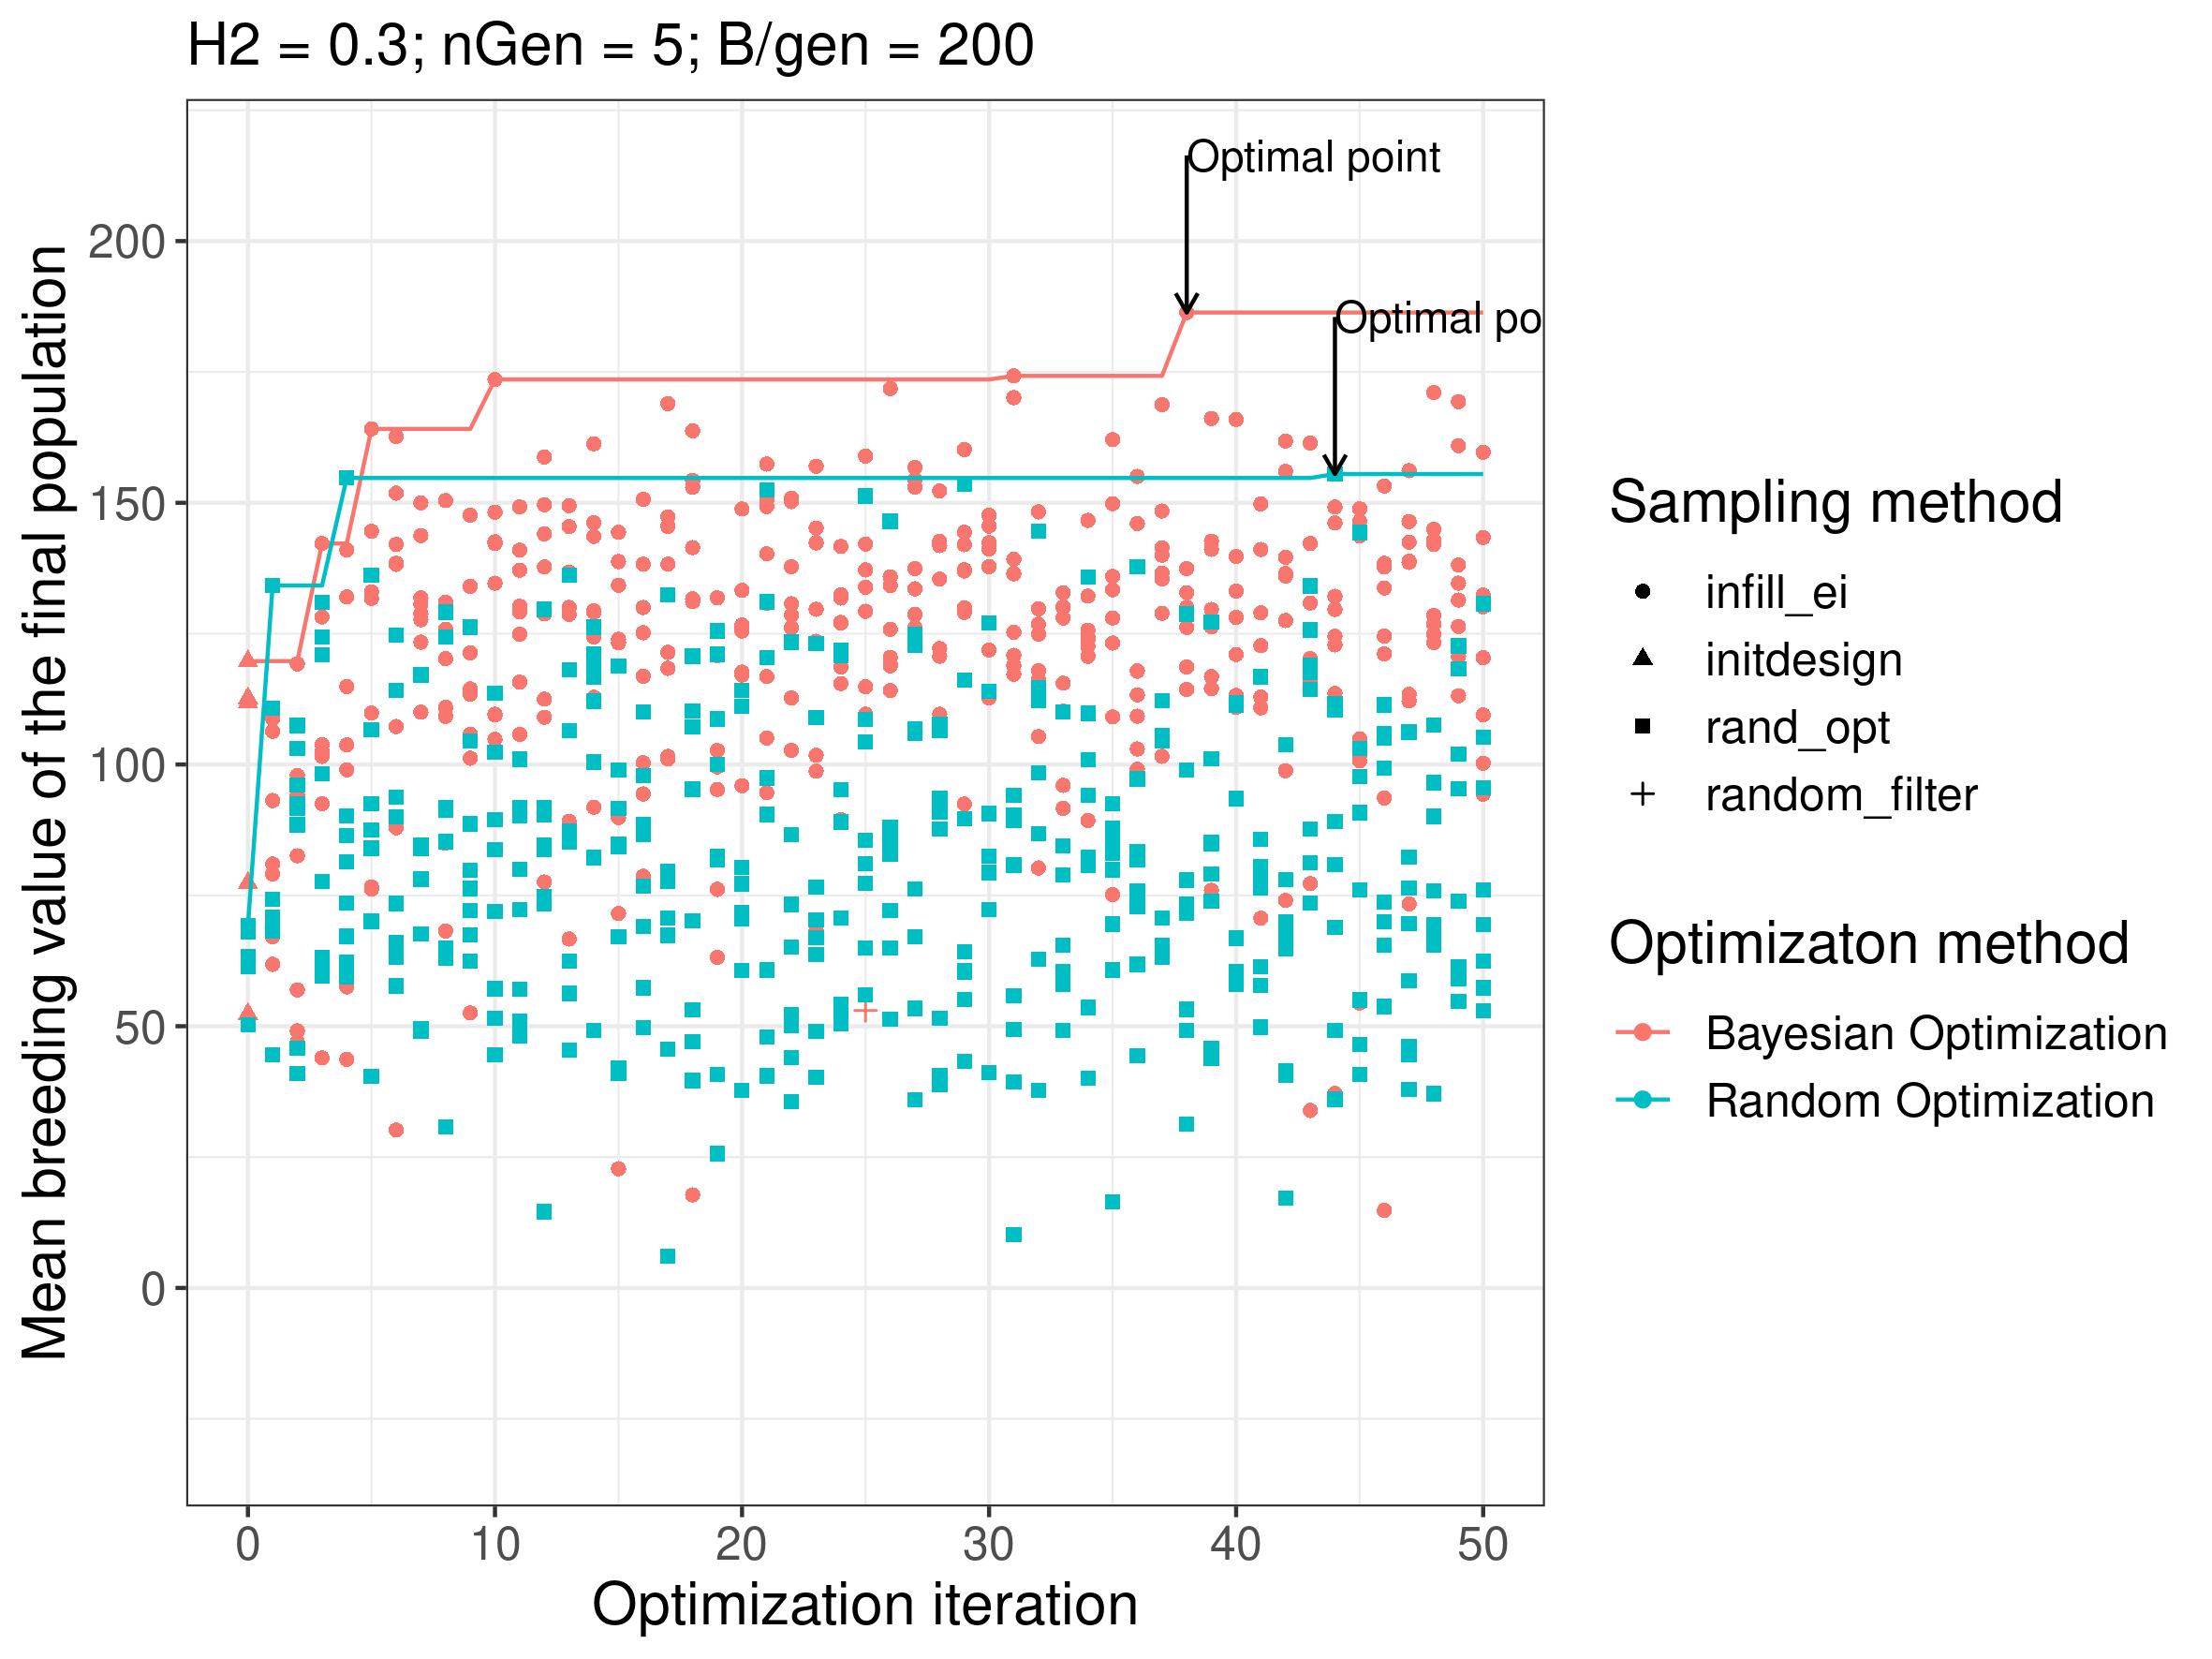 H2 = 0.3; nGen = 5; B/gen = 200
Mean breeding value of the final population
200
150
100
50
0
Optimal point
Optimal po
0 10 20 30 40 50
Optimization iteration
Sampling method
infill_ei
initdesign
rand_opt
random_filter
Optimizaton method
Bayesian Optimization
Random Optimization